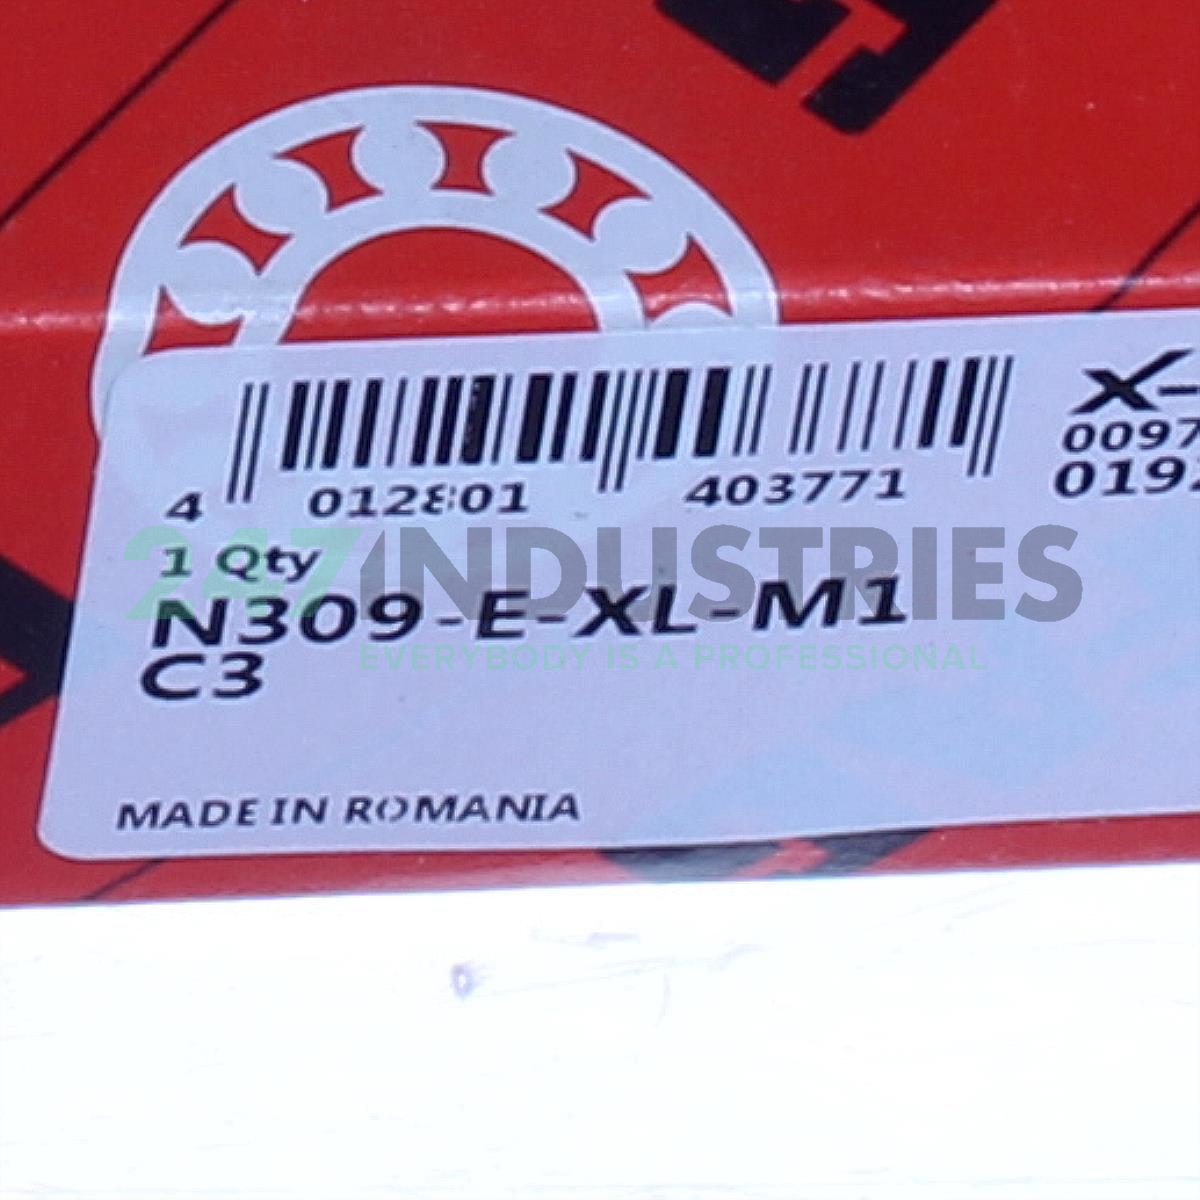 4 012801 403771
X-
0097
019
1 Qty
N309-E-XL-M1
C3
MADE IN ROMANIA
247INDUSTRIES
EVERYBODY IS A PROFESSIONAL